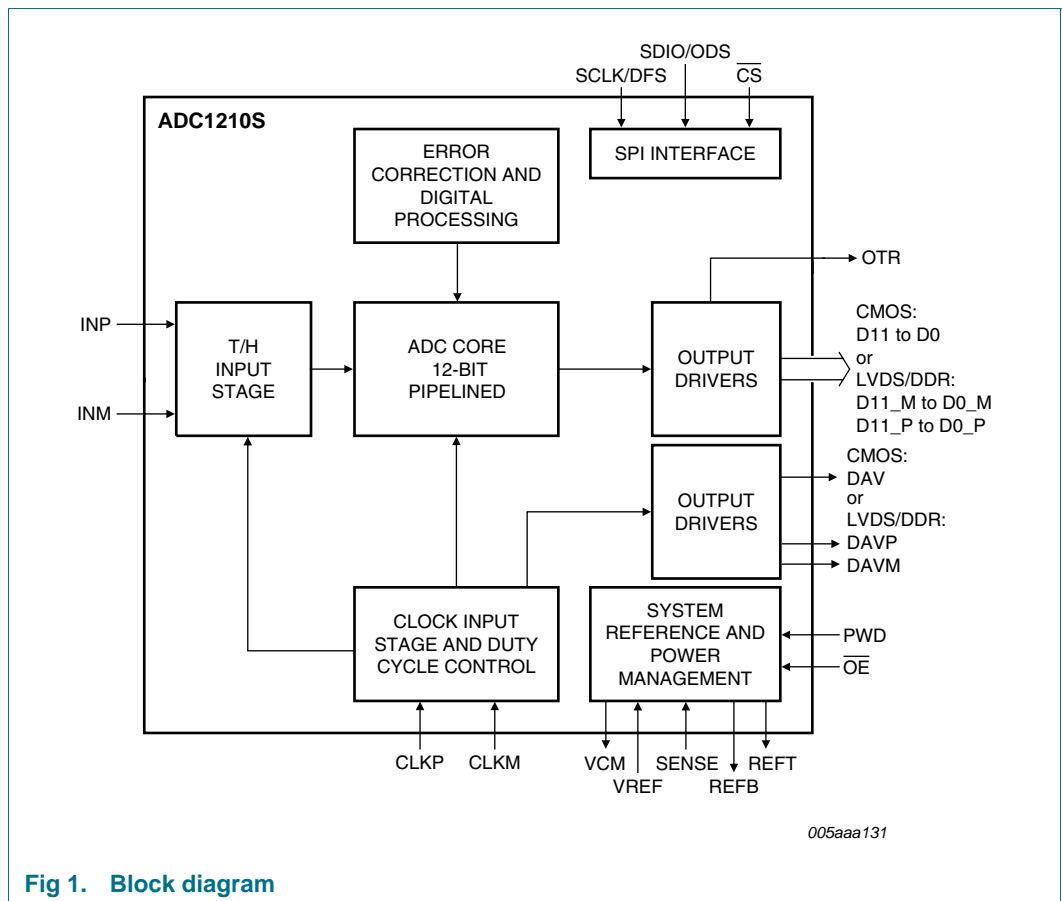 SDIO/ODS
SCLK/DFS
C̅S̅
ADC1210S
ERROR
CORRECTION AND
DIGITAL
PROCESSING
SPI INTERFACE
OTR
INP
INM
T/H
INPUT
STAGE
ADC CORE
12-BIT
PIPELINED
OUTPUT
DRIVERS
CMOS:
D11 to D0
or
LVDS/DDR:
D11_M to D0_M
D11_P to D0_P
OUTPUT
DRIVERS
CMOS:
DAV
or
LVDS/DDR:
DAVP
DAVM
CLOCK INPUT
STAGE AND DUTY
CYCLE CONTROL
SYSTEM
REFERENCE AND
POWER
MANAGEMENT
PWD
O̅E̅
CLKP
CLKM
VCM
VREF
SENSE
REFB
REFT
005aaa131
Fig 1. Block diagram